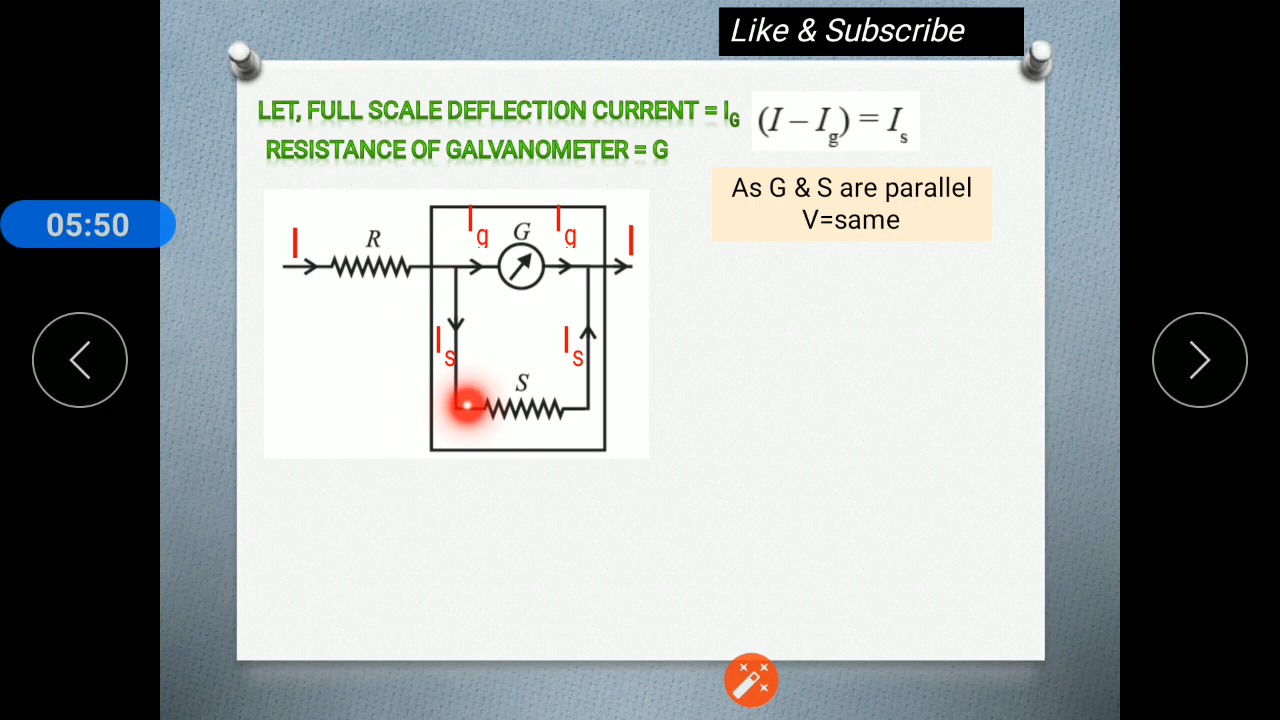 Like & Subscribe
LET, FULL SCALE DEFLECTION CURRENT = IG
(I – Ig) = Is
RESISTANCE OF GALVANOMETER = G
As G & S are parallel
V=same
05:50
I
R
Ig
G
Ig
I
Is
Is
S